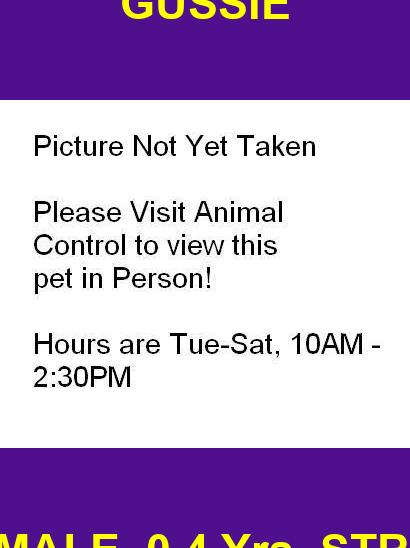 GUSSIE
Picture Not Yet Taken
Please Visit Animal
Control to view this
pet in Person!
Hours are Tue-Sat, 10AM -
2:30PM
MALE 0.4 Yrs